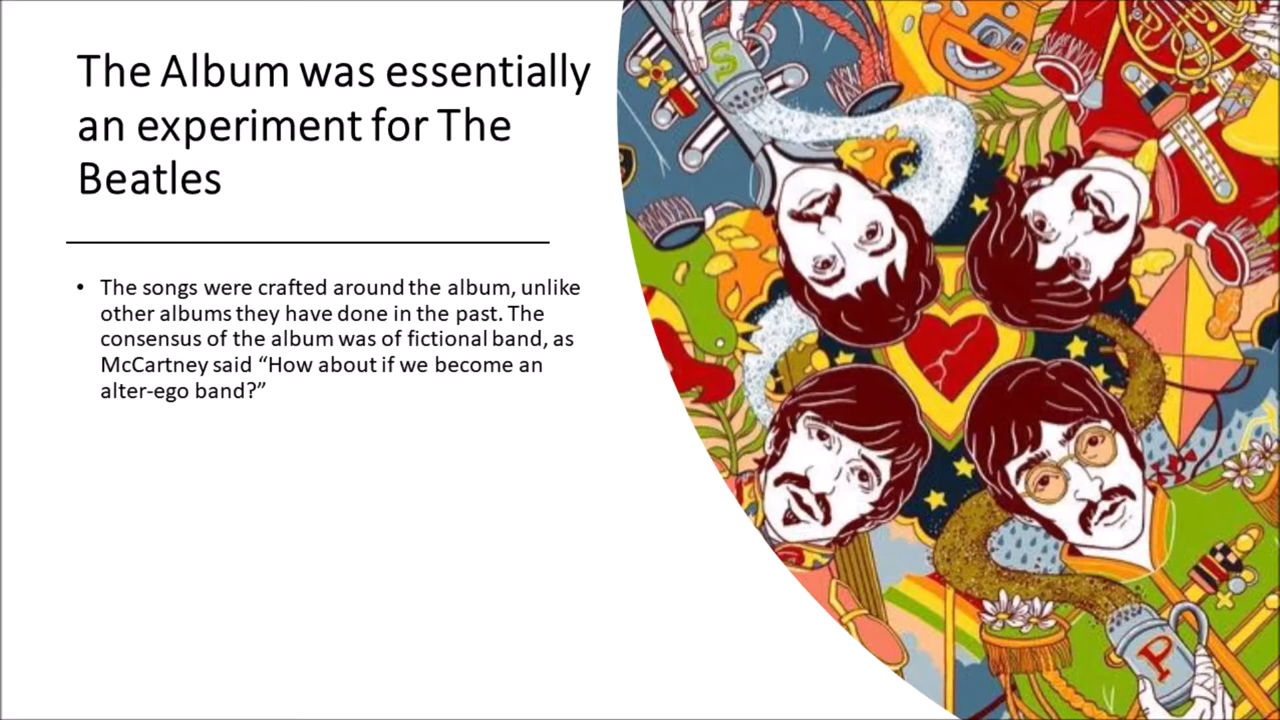 The Album was essentially
an experiment for The
Beatles
• The songs were crafted around the album, unlike
other albums they have done in the past. The
consensus of the album was of fictional band, as
McCartney said “How about if we become an
alter-ego band?”
S
P